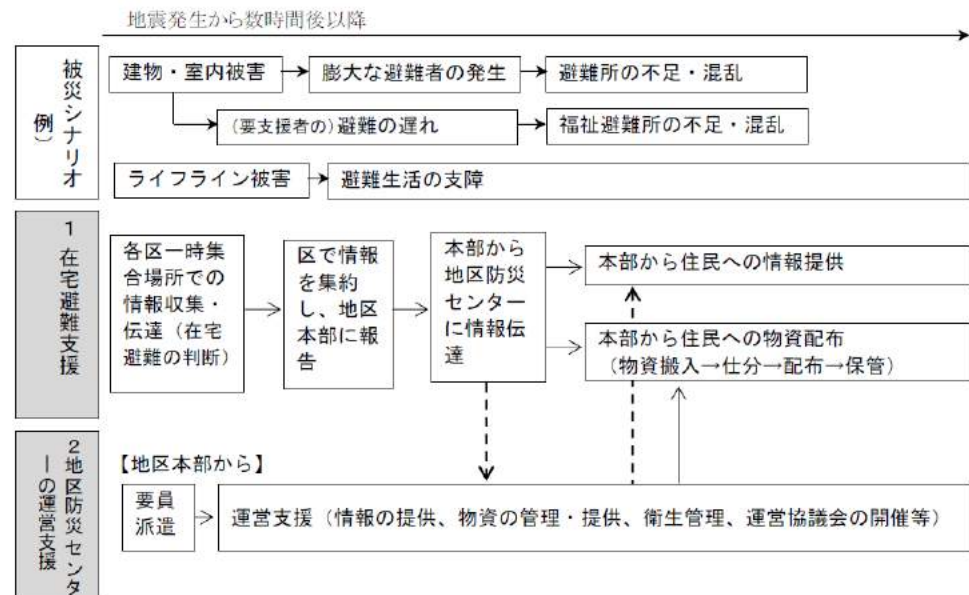 地震発生から数時間後以降
被災シナリオ
例）
建物・室内被害
膨大な避難者の発生
避難所の不足・混乱
(要支援者の)避難の遅れ
福祉避難所の不足・混乱
ライフライン被害
避難生活の支障
1 在宅避難支援
各区一時集
合場所での
情報収集・
伝達（在宅
避難の判断）
区で情報
を集約
し、地区
本部に報
告
本部から
地区防災
センター
に情報伝
達
本部から住民への情報提供
本部から住民への物資配布
（物資搬入→仕分→配布→保管）
2 地区防災センタ
ーの運営支援
【地区本部から】
要員
派遣
運営支援（情報の提供、物資の管理・提供、衛生管理、運営協議会の開催等）